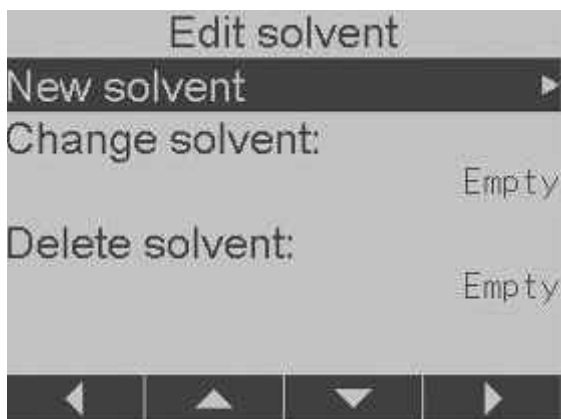 Edit solvent
New solvent
Change solvent:
Empty
Delete solvent:
Empty